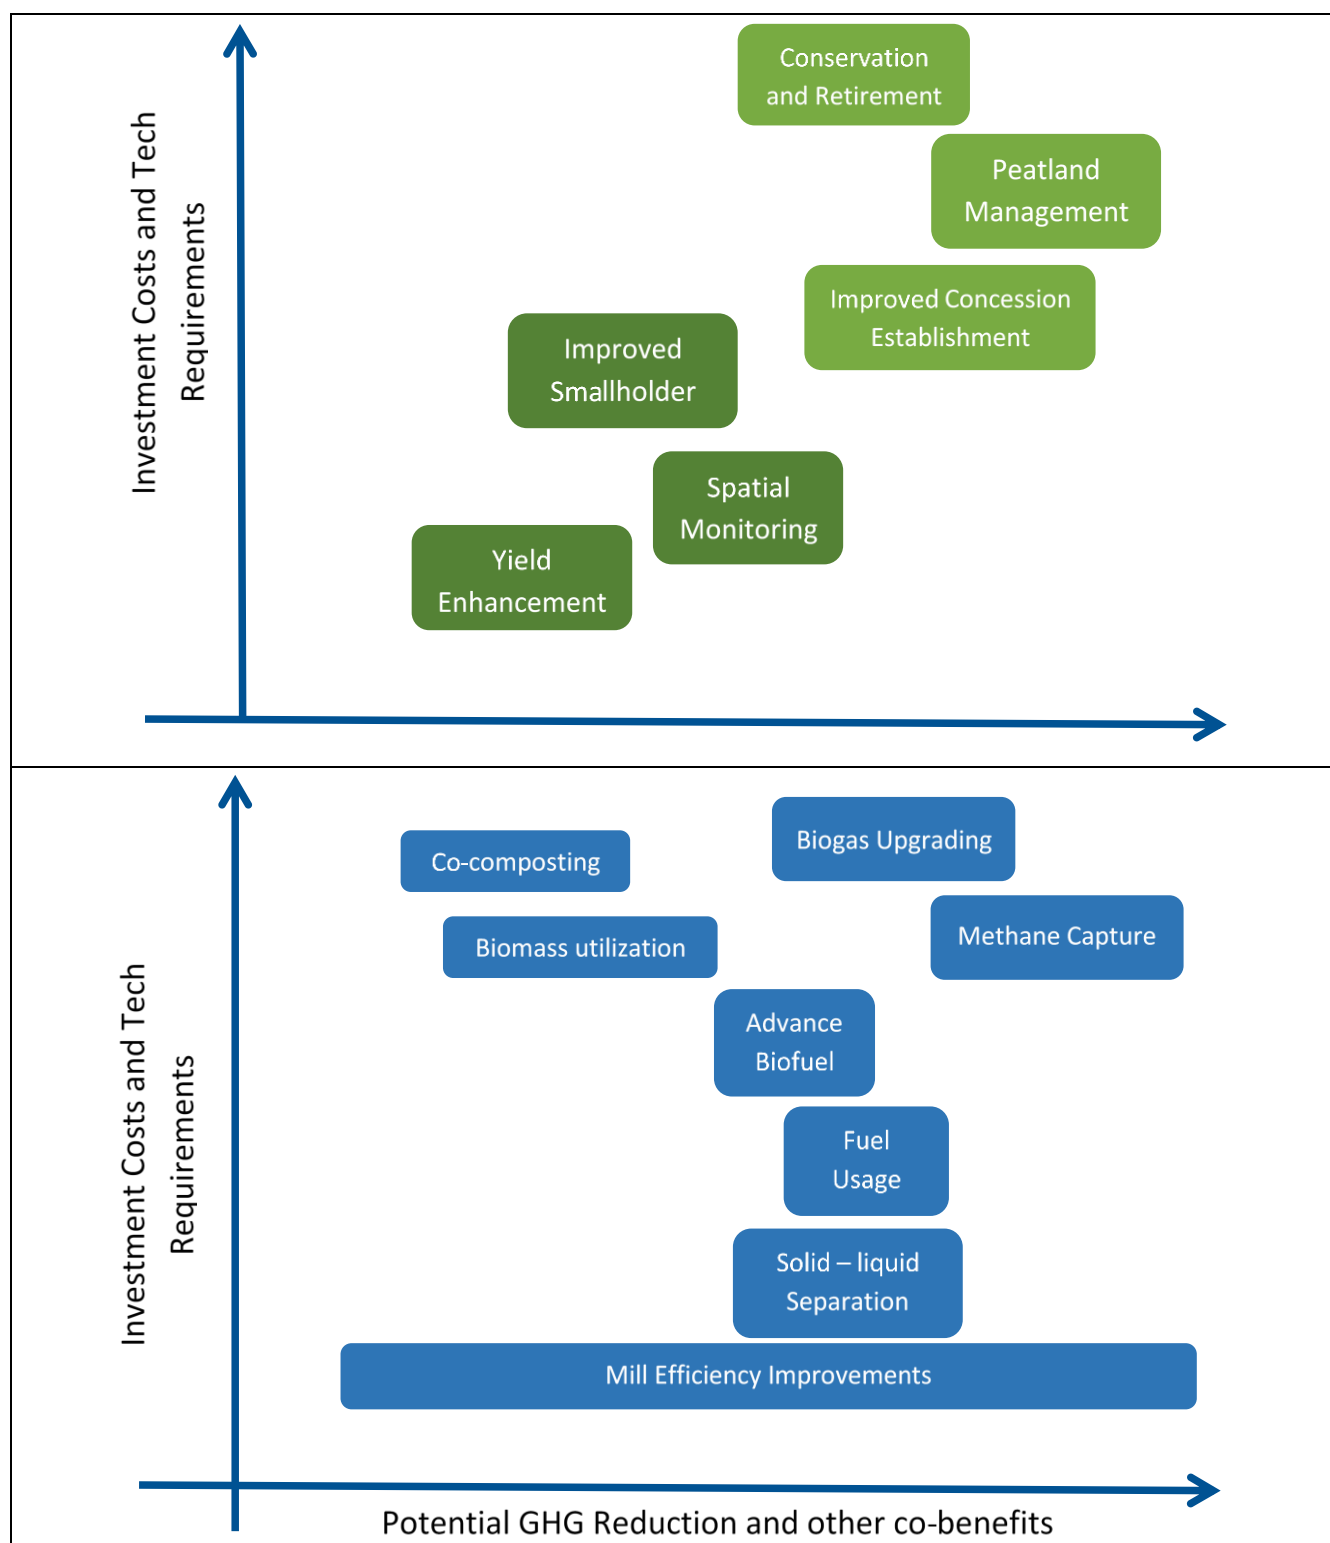 Investment Costs and Tech
Requirements
Conservation
and Retirement
Peatland
Management
Improved Concession
Establishment
Improved
Smallholder
Spatial
Monitoring
Yield
Enhancement
Investment Costs and Tech
Requirements
Biogas Upgrading
Co-composting
Methane Capture
Biomass utilization
Advance
Biofuel
Fuel
Usage
Solid – liquid
Separation
Mill Efficiency Improvements
Potential GHG Reduction and other co-benefits